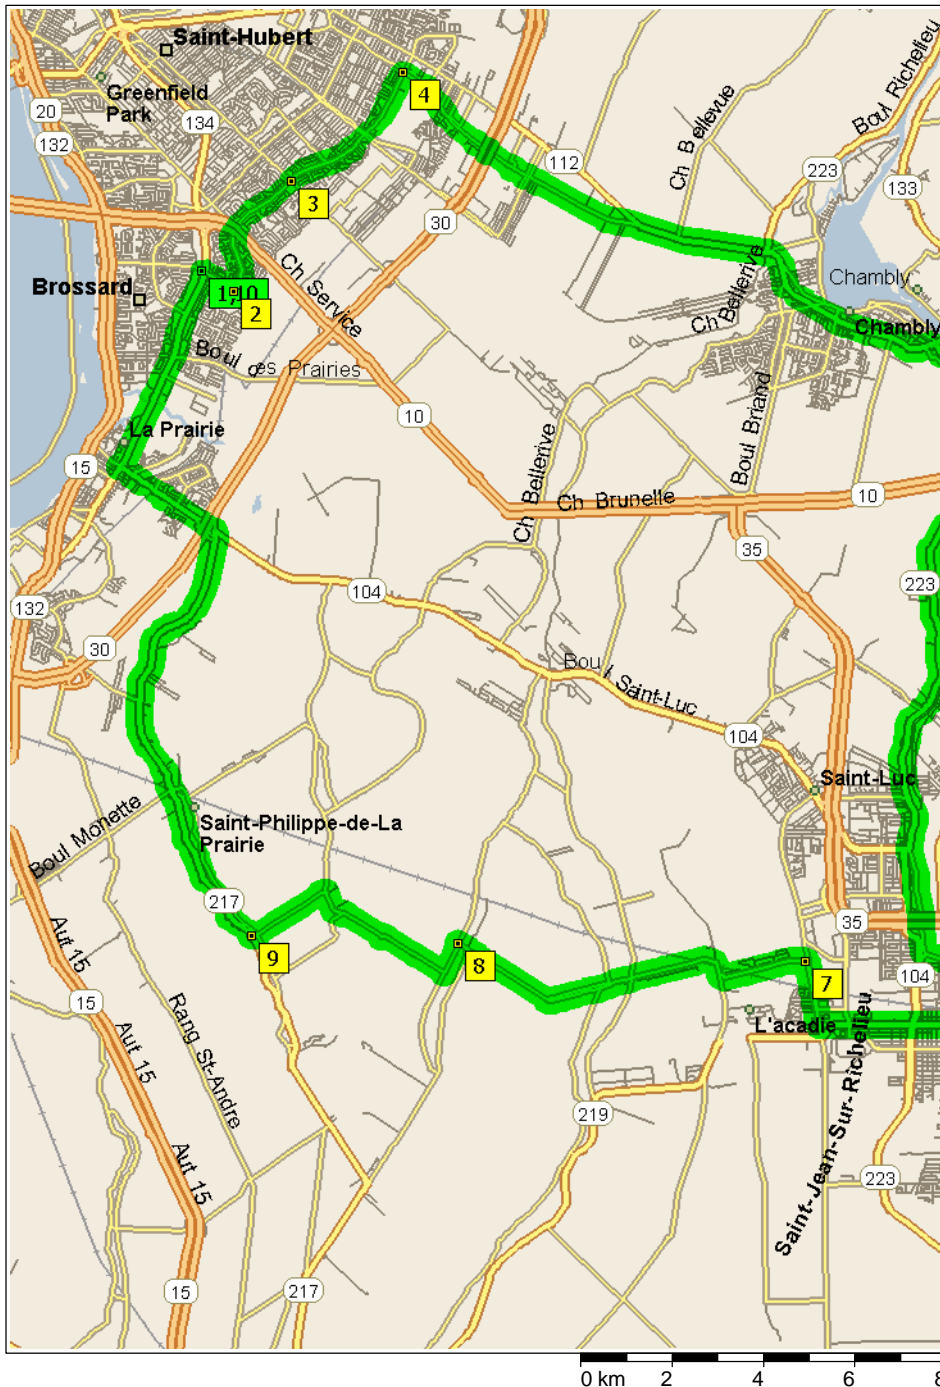 Saint-Hubert
4
Greenfield
Park
20
134
132
112
Ch Bellevue
Boul Richelieu
223
133
3
30
Chambly
Brossard
1,10
2
Ch Service
Ch Bellerive
Chambly
Boul des Prairies
La Prairie
10
15
Ch Bellerive
Boul Briand
Ch Brunelle
10
35
223
132
104
30
Boul Saint-Luc
104
Saint-Luc
Boul Monette
Saint-Philippe-de-La
Prairie
217
9
8
7
35
104
Aut 15
15
Aut 15
Rang St-Andre
L'acadie
Saint-Jean-Sur-Richelieu
219
Aut 15
223
15
217
0 km 2 4 6 8